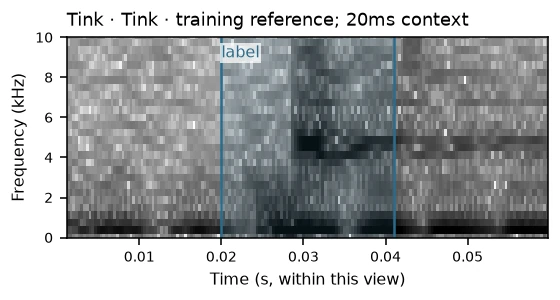 Tink · Tink · training reference; 20ms context
label
Frequency (kHz)
10
8
6
4
2
0
0.01
0.02
0.03
0.04
0.05
Time (s, within this view)